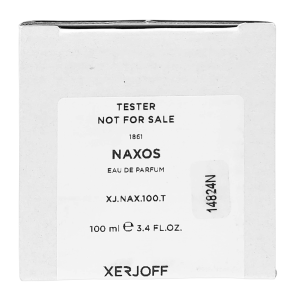 TESTER
NOT FOR SALE
1861
NAXOS
EAU DE PARFUM
XJ.NAX.100.T
100 ml ℮ 3.4 FL.OZ.
XERJOFF
14824N